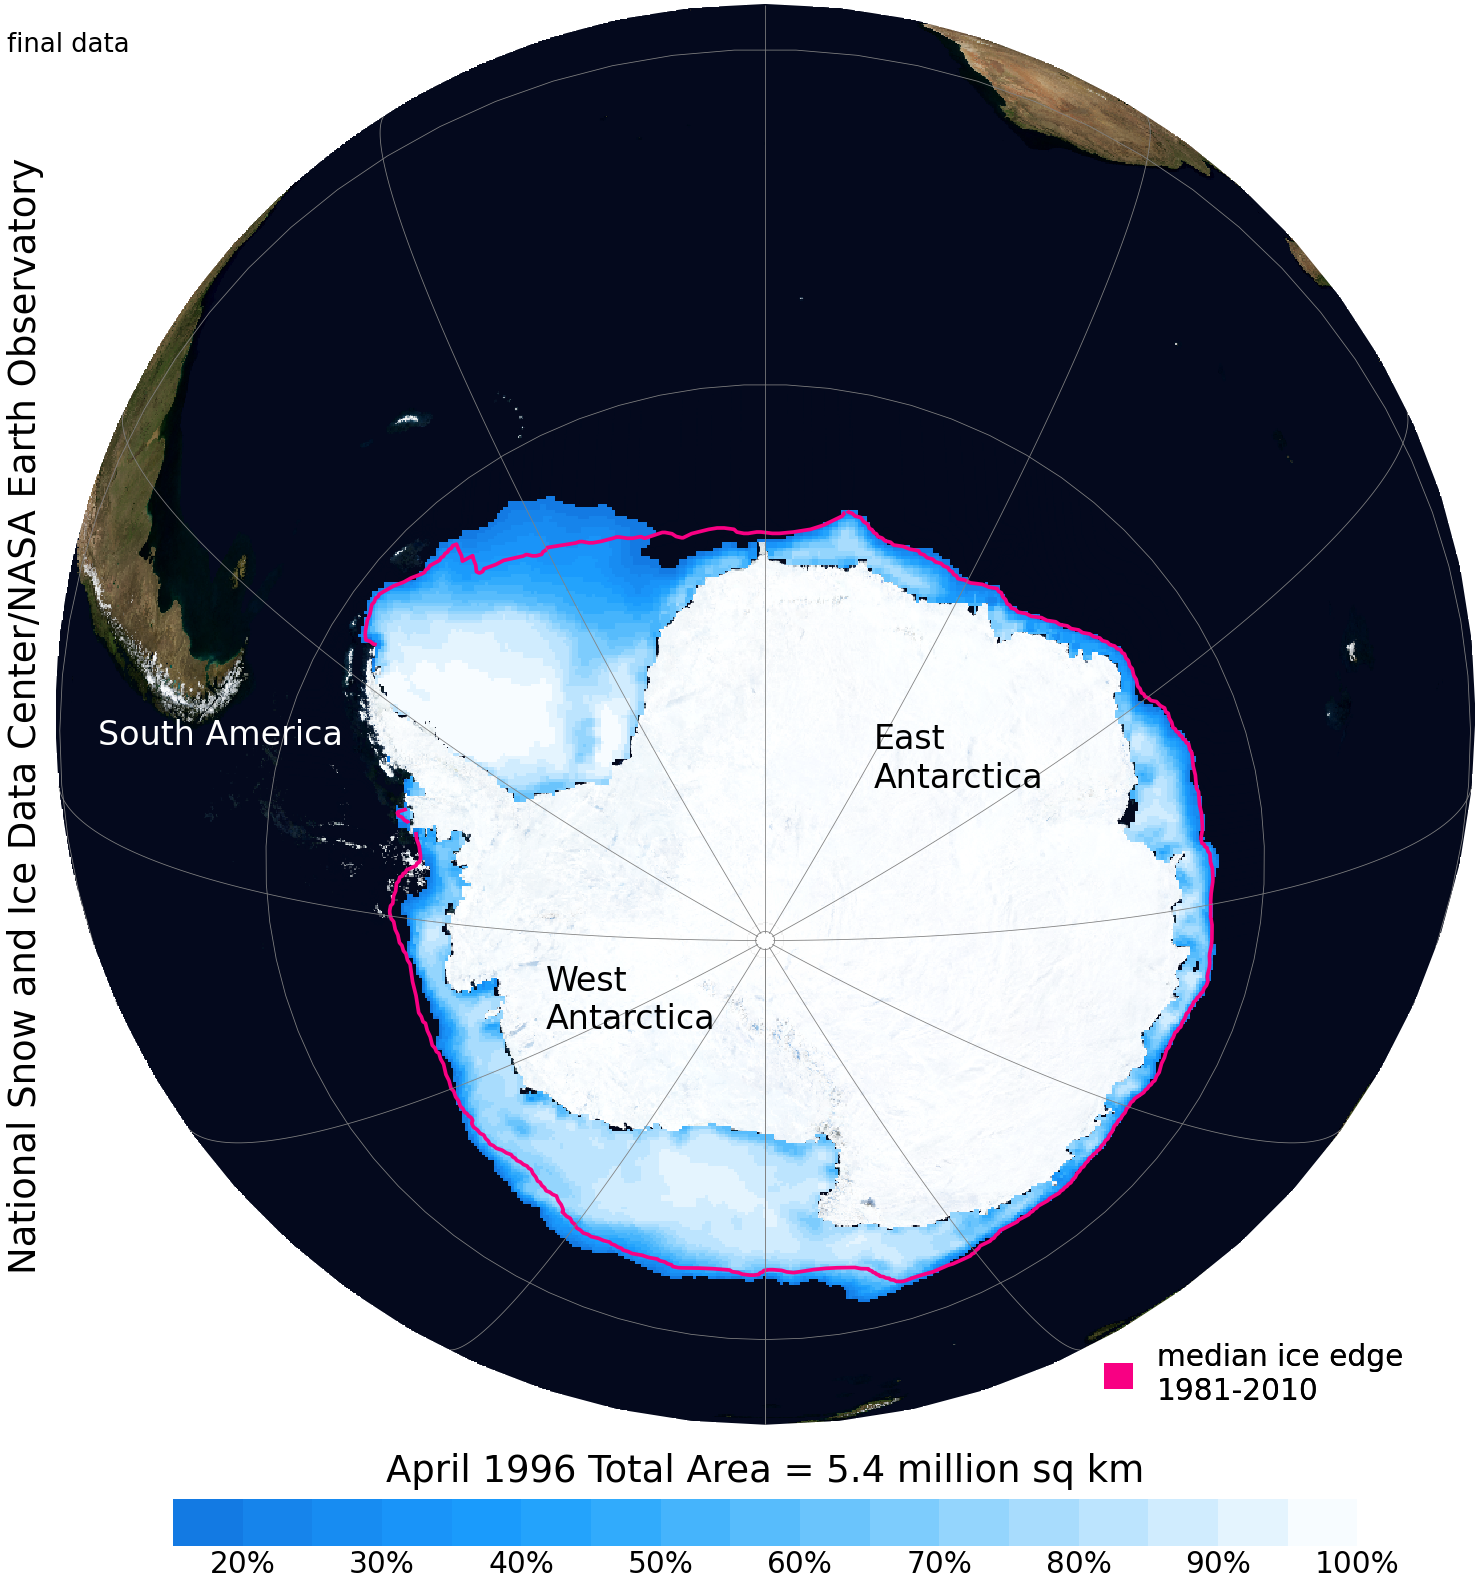 final data
National Snow and Ice Data Center/NASA Earth Observatory
South America
East
Antarctica
West
Antarctica
median ice edge
1981-2010
April 1996 Total Area = 5.4 million sq km
20% 30% 40% 50% 60% 70% 80% 90% 100%